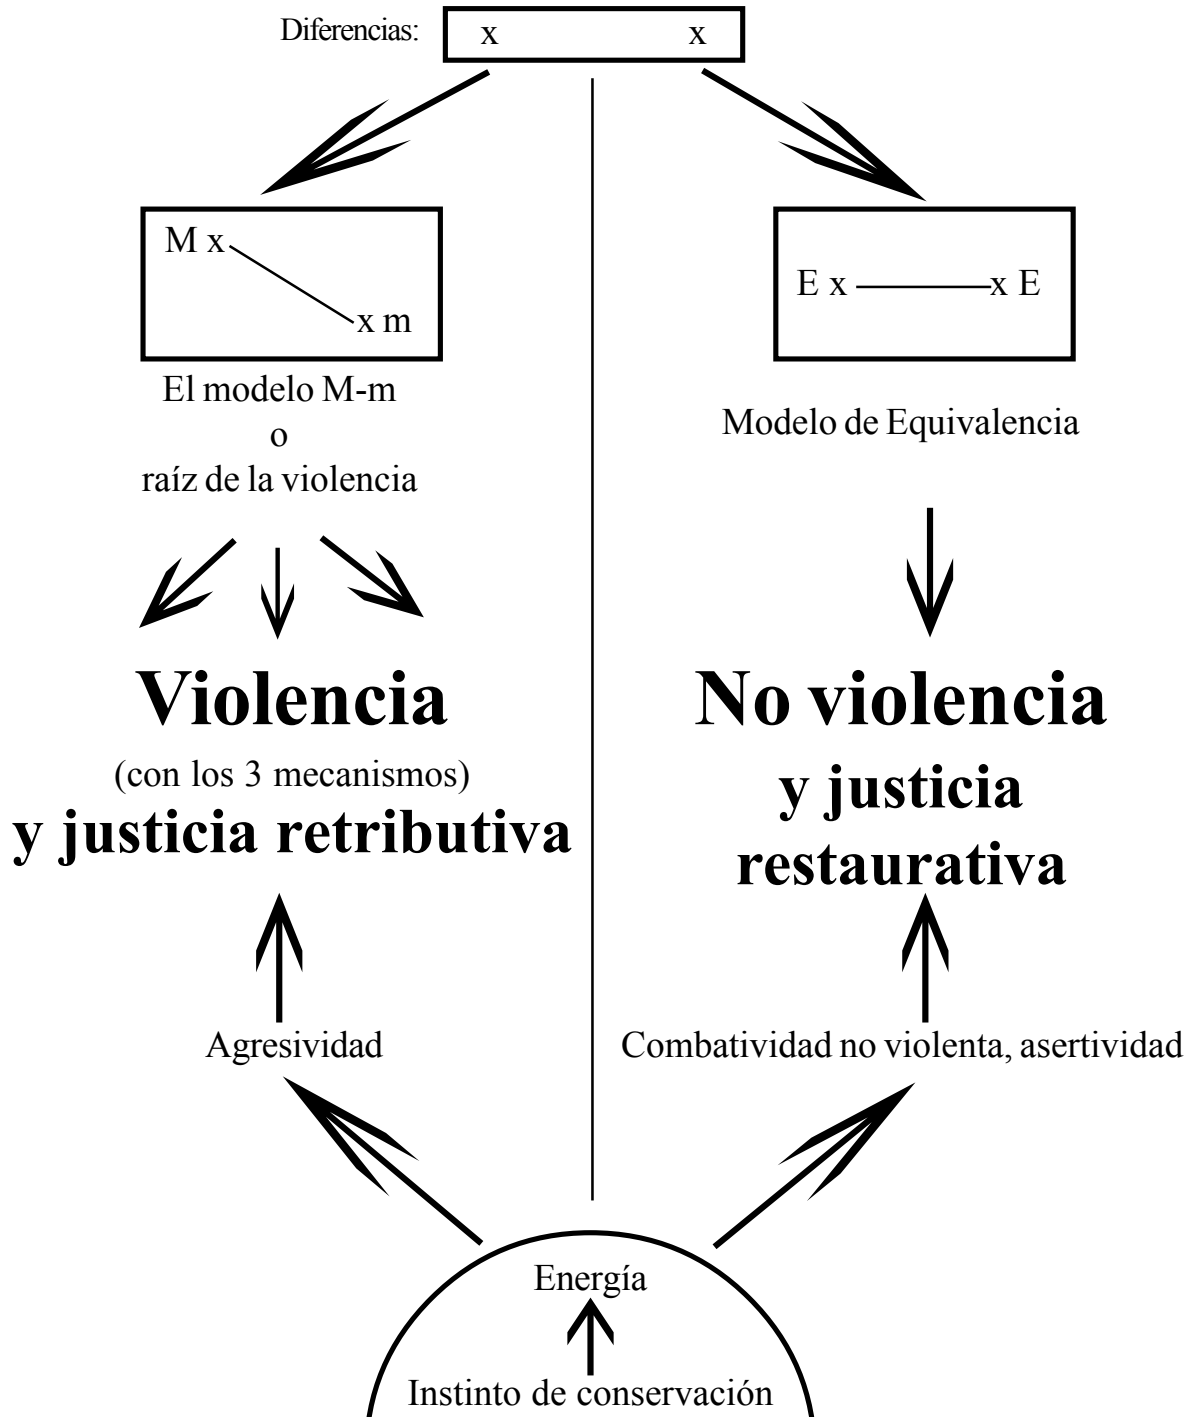 Diferencias: x x
M x
x m
E x x E
El modelo M-m
o
raíz de la violencia
Modelo de Equivalencia
Violencia
(con los 3 mecanismos)
y justicia retributiva
No violencia
y justicia
restaurativa
Agresividad
Combatividad no violenta, asertividad
Energía
Instinto de conservación